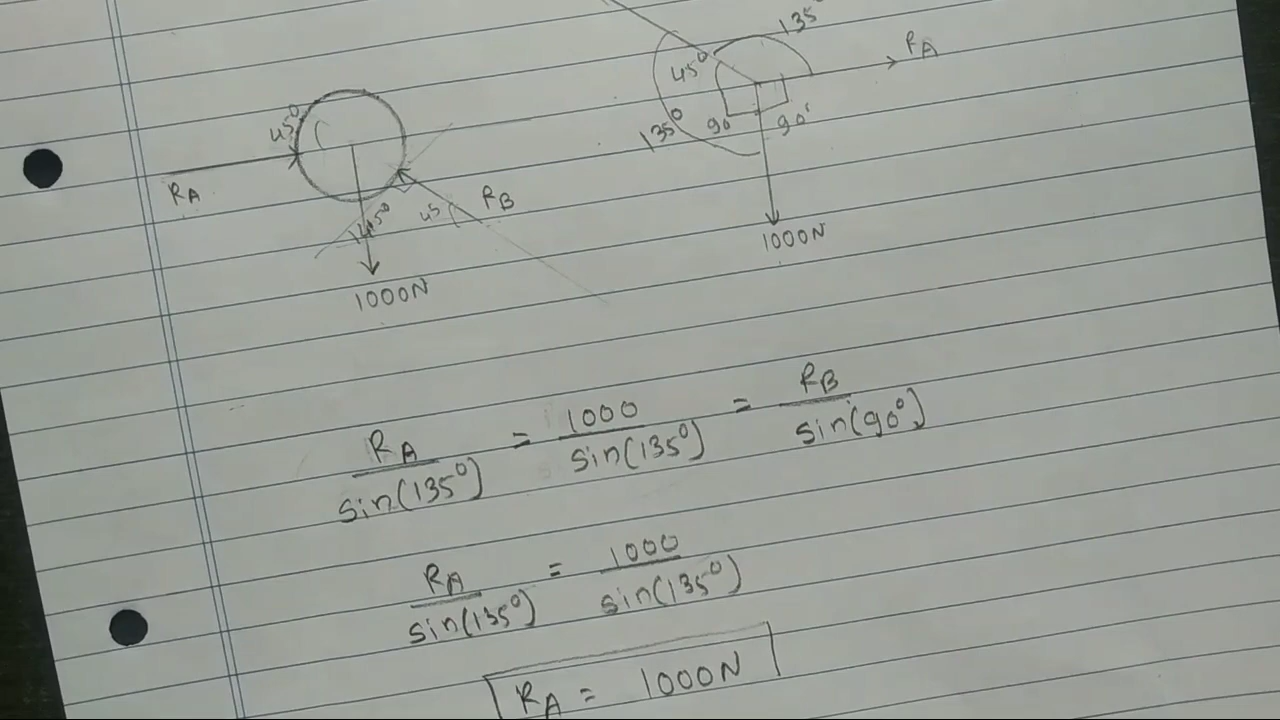 135°
RA
45°
135°
90
90°
45°
RA
45°
45
RB
1000N
1000N
RA / sin(135°) = 1000 / sin(135°) = RB / sin(90°)
RA / sin(135°) = 1000 / sin(135°)
RA = 1000N